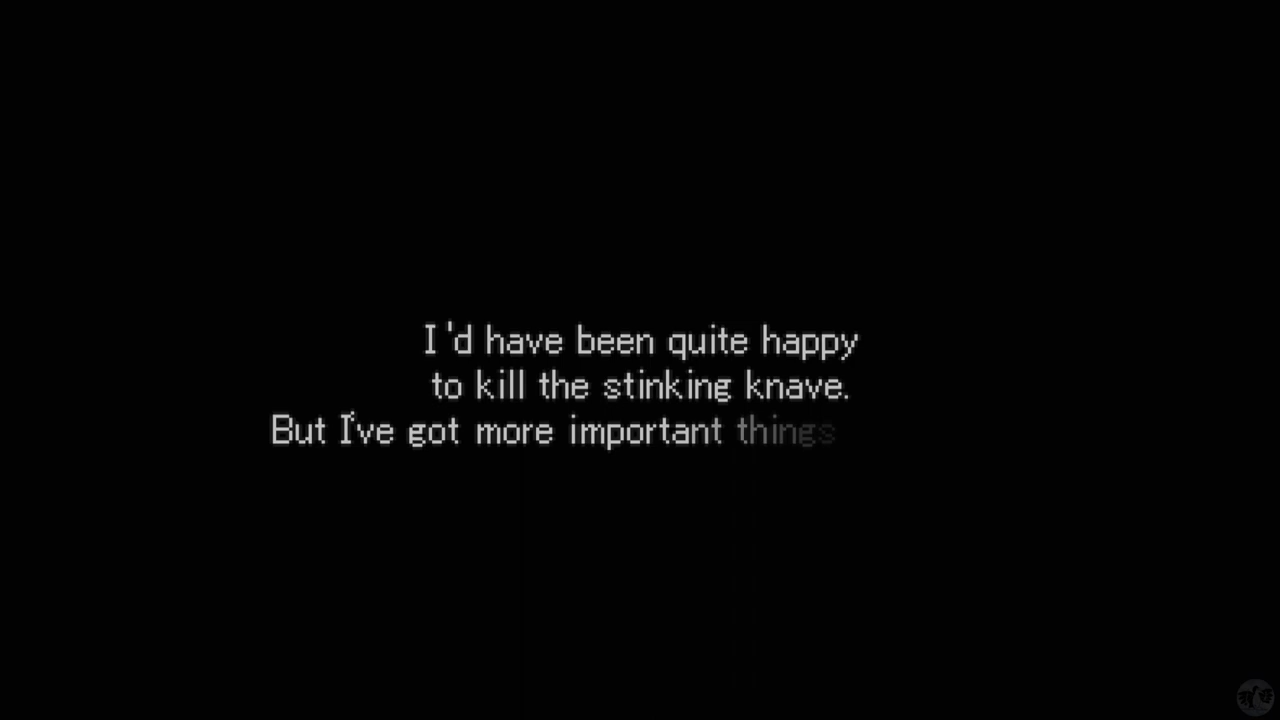 I'd have been quite happy
to kill the stinking knave.
But I've got more important things